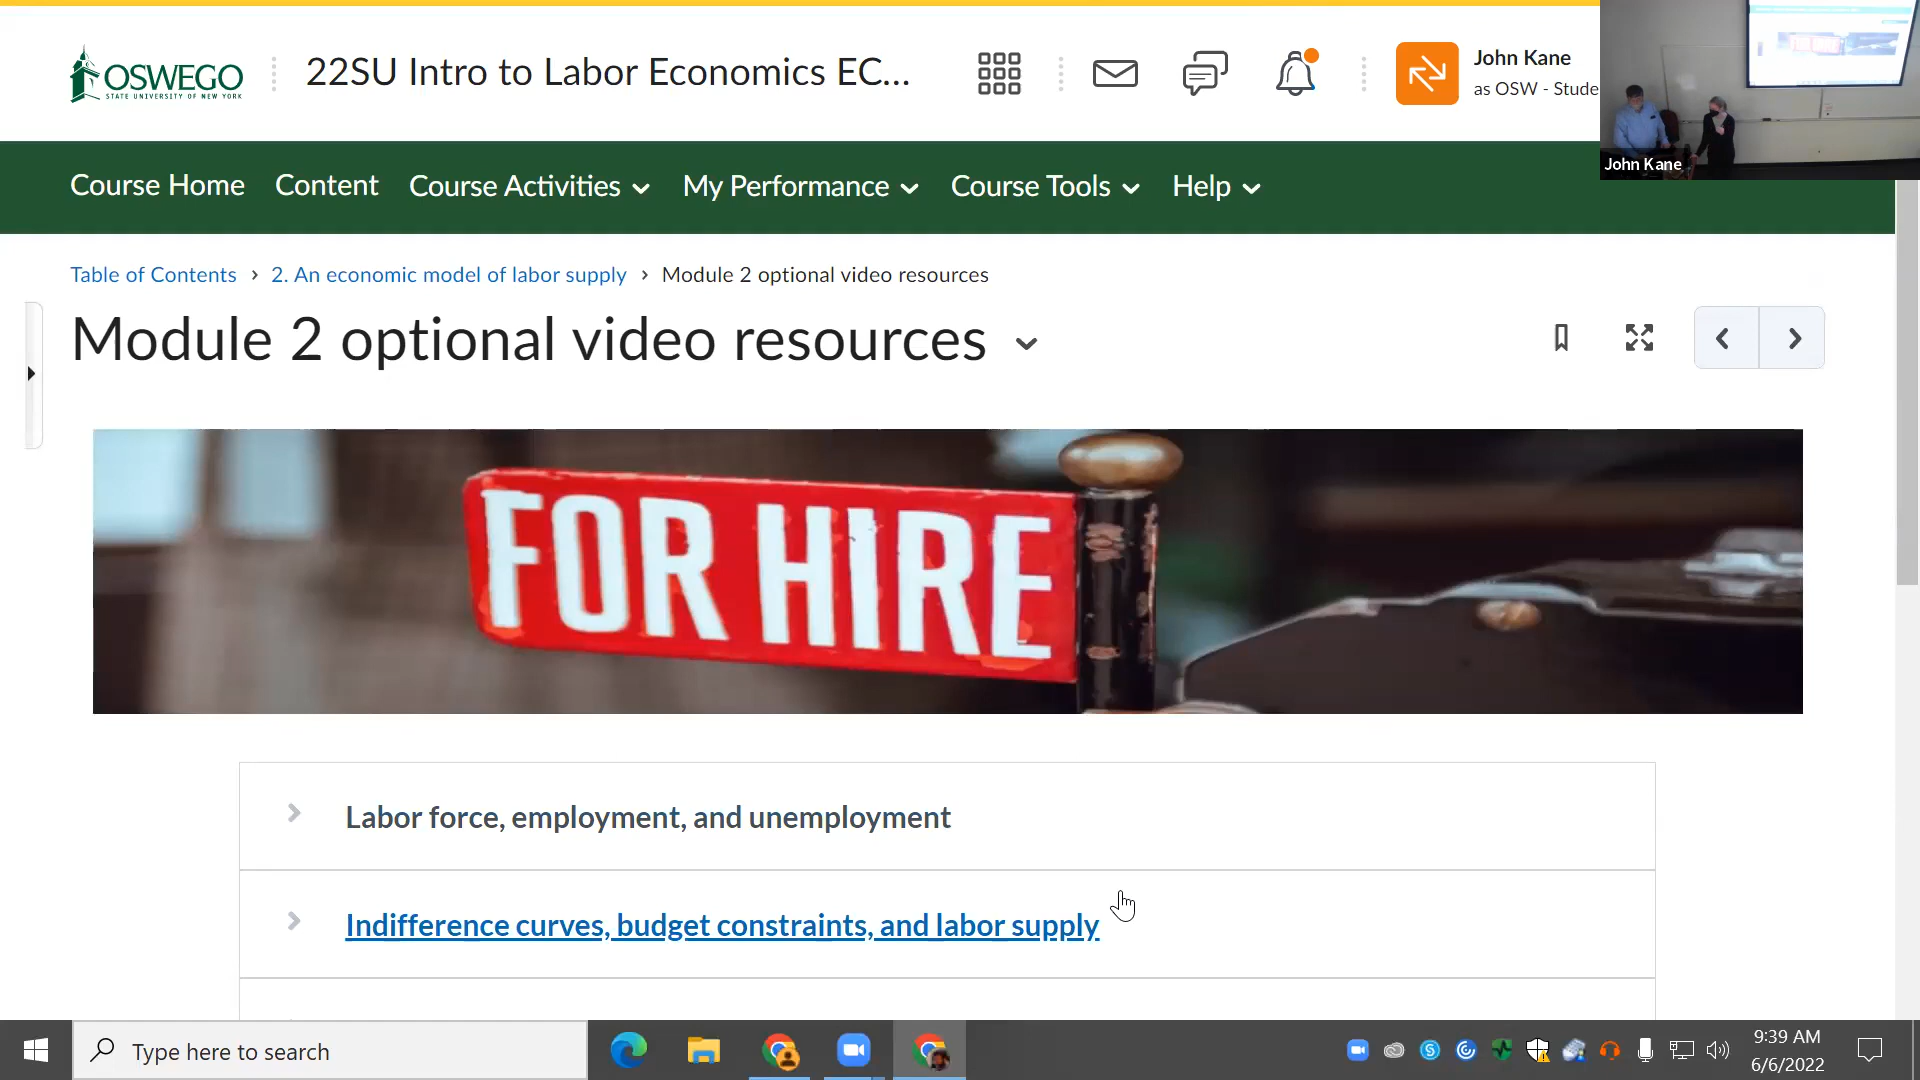 OSWEGO
STATE UNIVERSITY OF NEW YORK
22SU Intro to Labor Economics EC...
John Kane
as OSW - Stude
John Kane
Course Home Content Course Activities My Performance Course Tools Help
Table of Contents › 2. An economic model of labor supply › Module 2 optional video resources
Module 2 optional video resources
FOR HIRE
Labor force, employment, and unemployment
Indifference curves, budget constraints, and labor supply
Type here to search
9:39 AM
6/6/2022